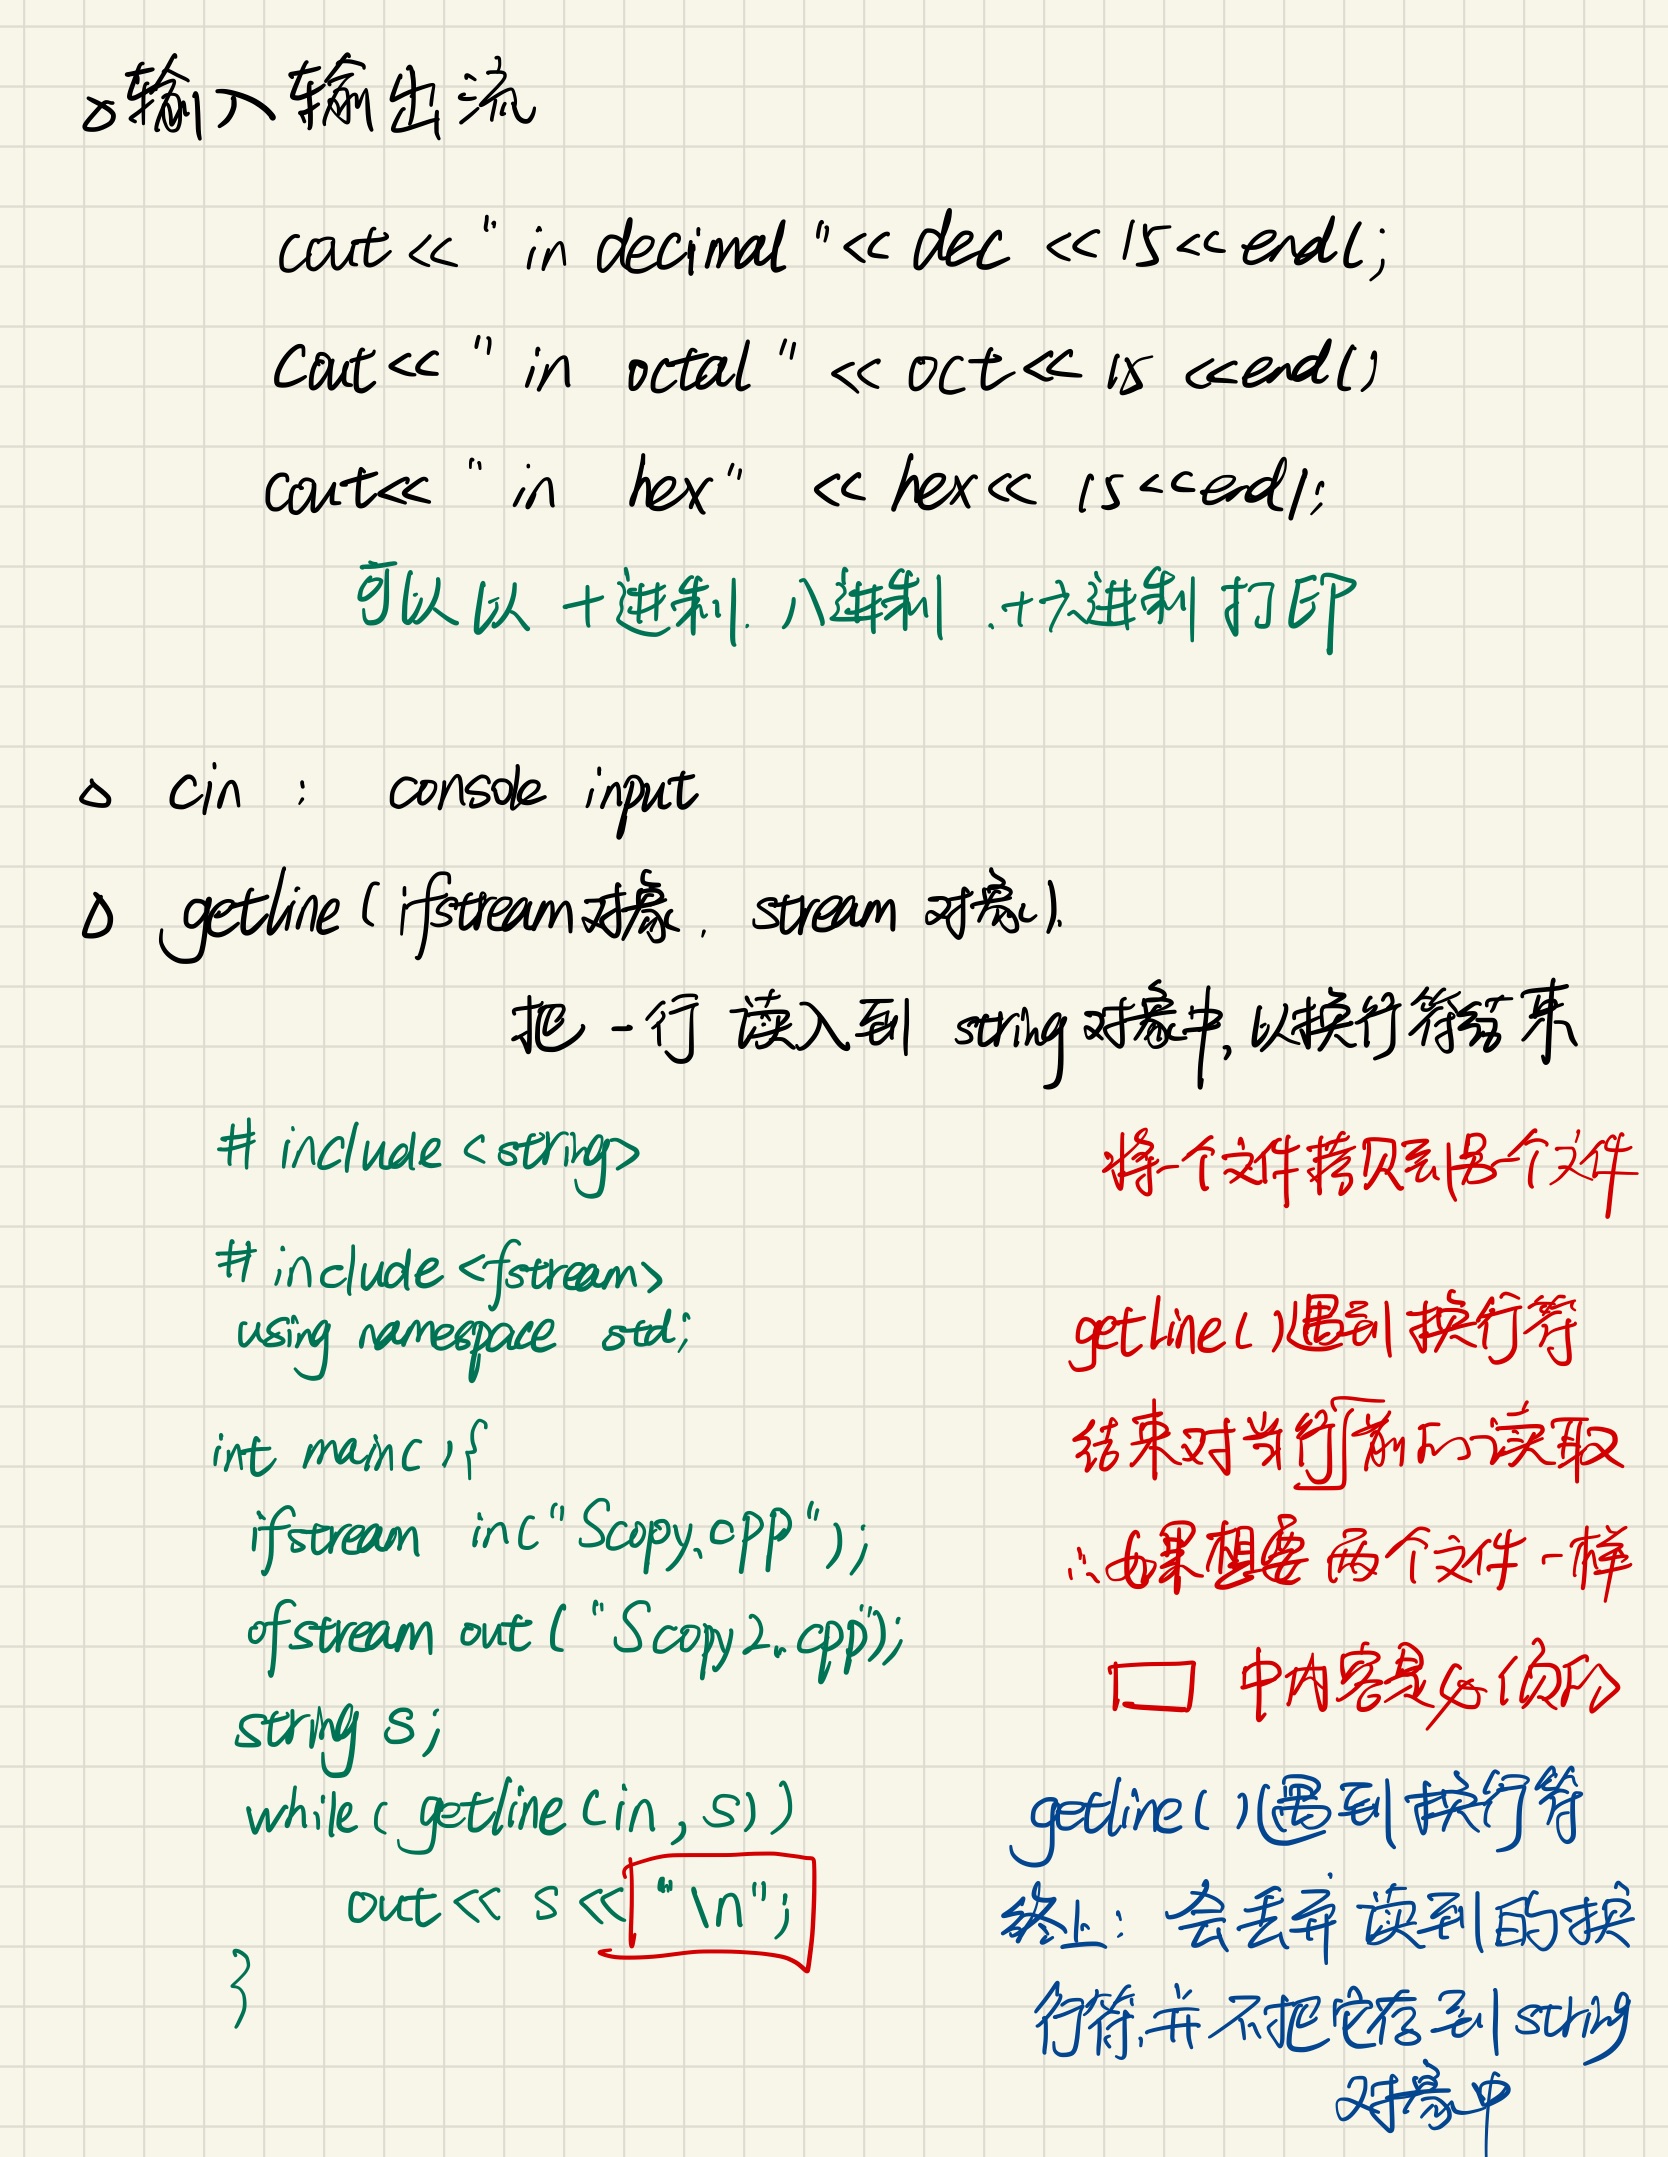 输入输出流
cout << " in decimal " << dec << 15 << endl;
cout << " in octal " << oct << 15 << endl;
cout << " in hex" << hex << 15 << endl;
可以以 十进制. 八进制 .十六进制 打印
cin : console input
getline ( ifstream对象, stream 对象 ).
把一行 读入到 string 对象中, 以换行符结束
# include <string>
将一个文件拷贝到另一个文件
# include <fstream>
using namespace std;
getline ( )遇到换行符
int main( ){
结束对当前行的读取
ifstream in("Scopy.cpp");
∴如果想要两个文件一样
ofstream out ( "Scopy2.cpp");
中内容是必须的
string s;
while( getline (in, s))
getline( )遇到换行符
out << s << "\n";
终止: 会丢弃读到的换
}
行符,并不把它存到string
对象中